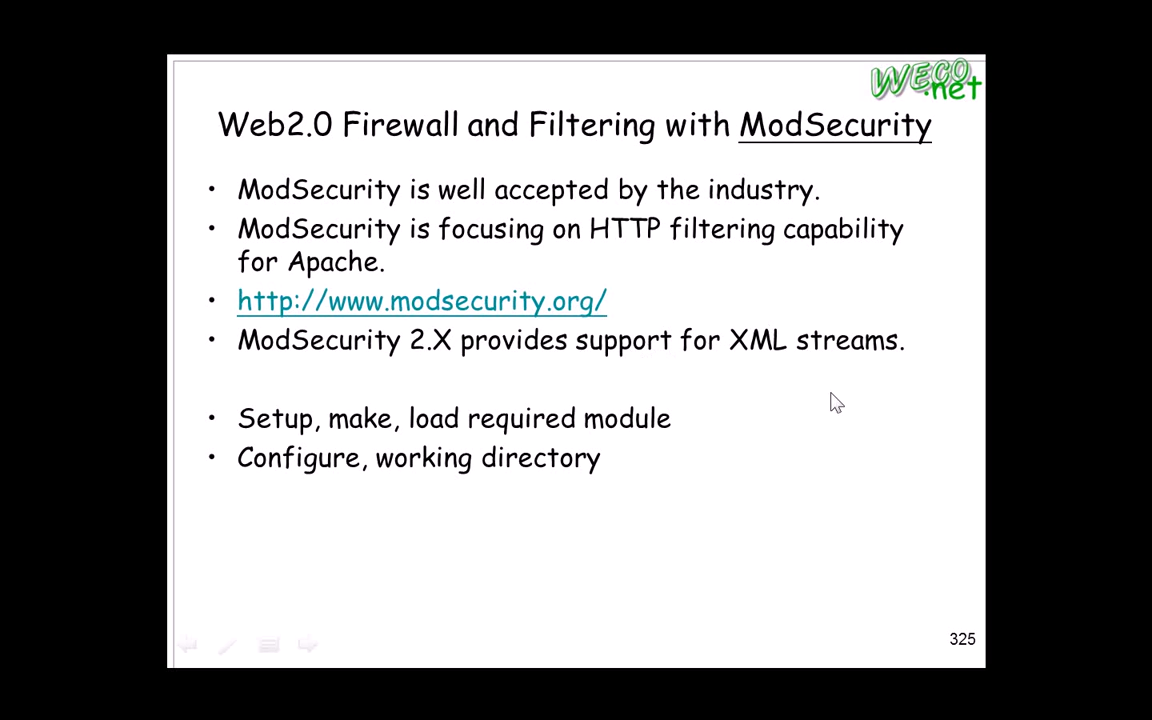 WECO
.net
Web2.0 Firewall and Filtering with ModSecurity
• ModSecurity is well accepted by the industry.
• ModSecurity is focusing on HTTP filtering capability
for Apache.
• http://www.modsecurity.org/
• ModSecurity 2.X provides support for XML streams.
• Setup, make, load required module
• Configure, working directory
325